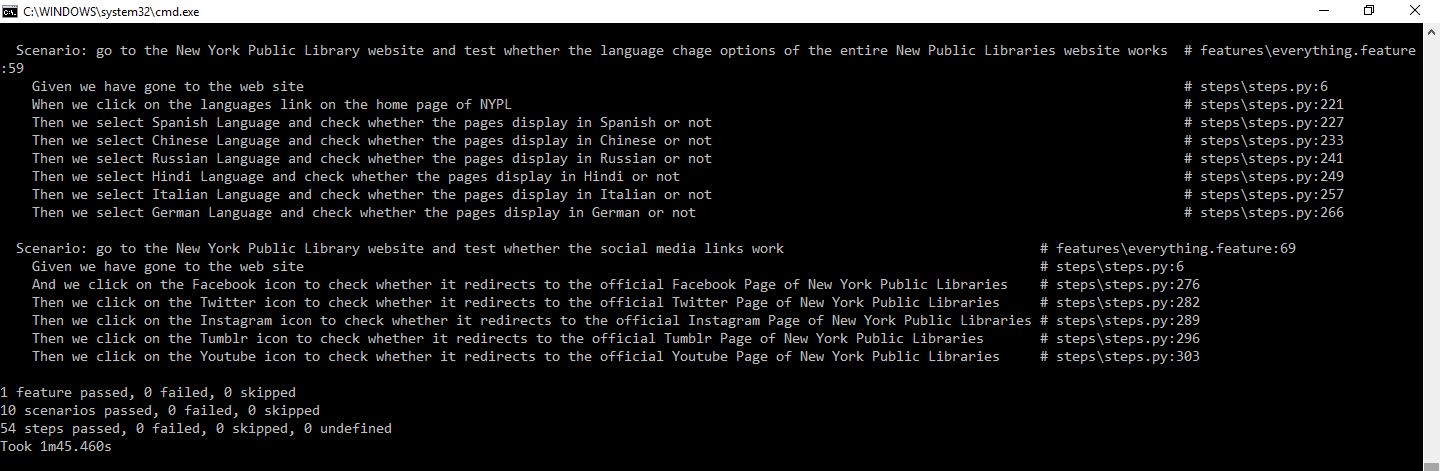 C:\WINDOWS\system32\cmd.exe
Scenario: go to the New York Public Library website and test whether the language chage options of the entire New Public Libraries website works # features\everything.feature
:59
Given we have gone to the web site # steps\steps.py:6
When we click on the languages link on the home page of NYPL # steps\steps.py:221
Then we select Spanish Language and check whether the pages display in Spanish or not # steps\steps.py:227
Then we select Chinese Language and check whether the pages display in Chinese or not # steps\steps.py:233
Then we select Russian Language and check whether the pages display in Russian or not # steps\steps.py:241
Then we select Hindi Language and check whether the pages display in Hindi or not # steps\steps.py:249
Then we select Italian Language and check whether the pages display in Italian or not # steps\steps.py:257
Then we select German Language and check whether the pages display in German or not # steps\steps.py:266
Scenario: go to the New York Public Library website and test whether the social media links work # features\everything.feature:69
Given we have gone to the web site # steps\steps.py:6
And we click on the Facebook icon to check whether it redirects to the official Facebook Page of New York Public Libraries # steps\steps.py:276
Then we click on the Twitter icon to check whether it redirects to the official Twitter Page of New York Public Libraries # steps\steps.py:282
Then we click on the Instagram icon to check whether it redirects to the official Instagram Page of New York Public Libraries # steps\steps.py:289
Then we click on the Tumblr icon to check whether it redirects to the official Tumblr Page of New York Public Libraries # steps\steps.py:296
Then we click on the Youtube icon to check whether it redirects to the official Youtube Page of New York Public Libraries # steps\steps.py:303
1 feature passed, 0 failed, 0 skipped
10 scenarios passed, 0 failed, 0 skipped
54 steps passed, 0 failed, 0 skipped, 0 undefined
Took 1m45.460s